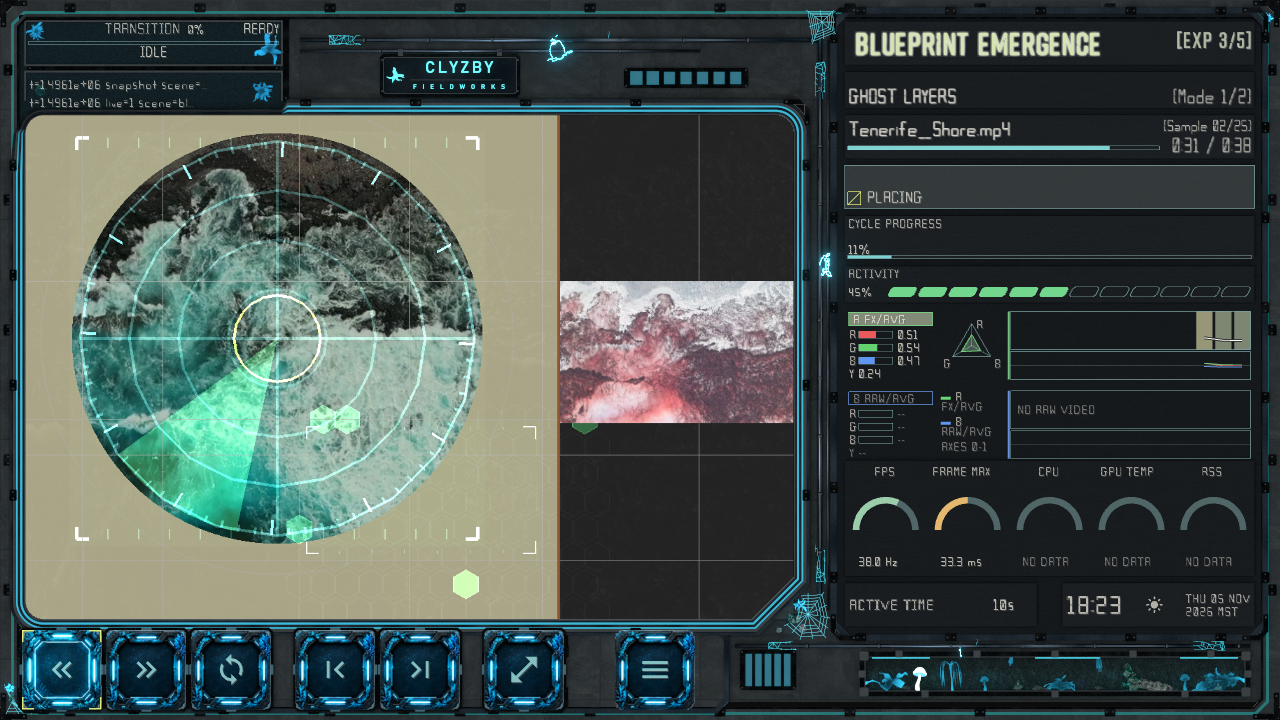 TRANSITION 0% READY
IDLE
t=1.4961e+06 snapshot scene=...
t=1.4961e+06 live=1 scene=bl...
CLYZBY
FIELDWORKS
BLUEPRINT EMERGENCE [EXP 3/5]
GHOST LAYERS (Mode 1/2)
Tenerife_Shore.mp4 (Sample 02/25)
0:31 / 0:38
PLACING
CYCLE PROGRESS
11%
ACTIVITY
45%
A FX/AVG
R 0.51
G 0.54
B 0.47
Y 0.24
R
G B
B RAW/AVG
R --
G --
B --
Y --
A
FX/AVG
B
RAW/AVG
AXES 0-1
NO RAW VIDEO
FPS FRAME MAX CPU GPU TEMP RSS
38.0 Hz 33.3 mS NO DATA NO DATA NO DATA
ACTIVE TIME 10s
18:23
THU 05 NOV
2026 MST